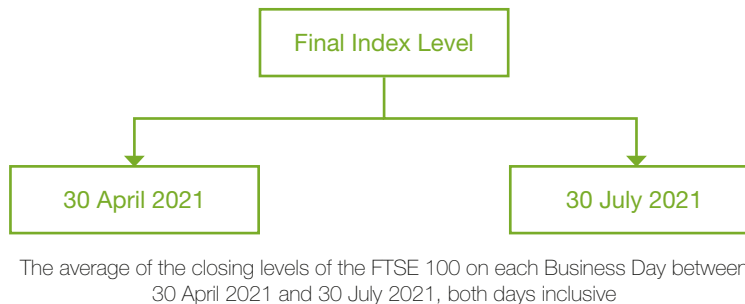 Final Index Level
30 April 2021
30 July 2021
The average of the closing levels of the FTSE 100 on each Business Day between
30 April 2021 and 30 July 2021, both days inclusive